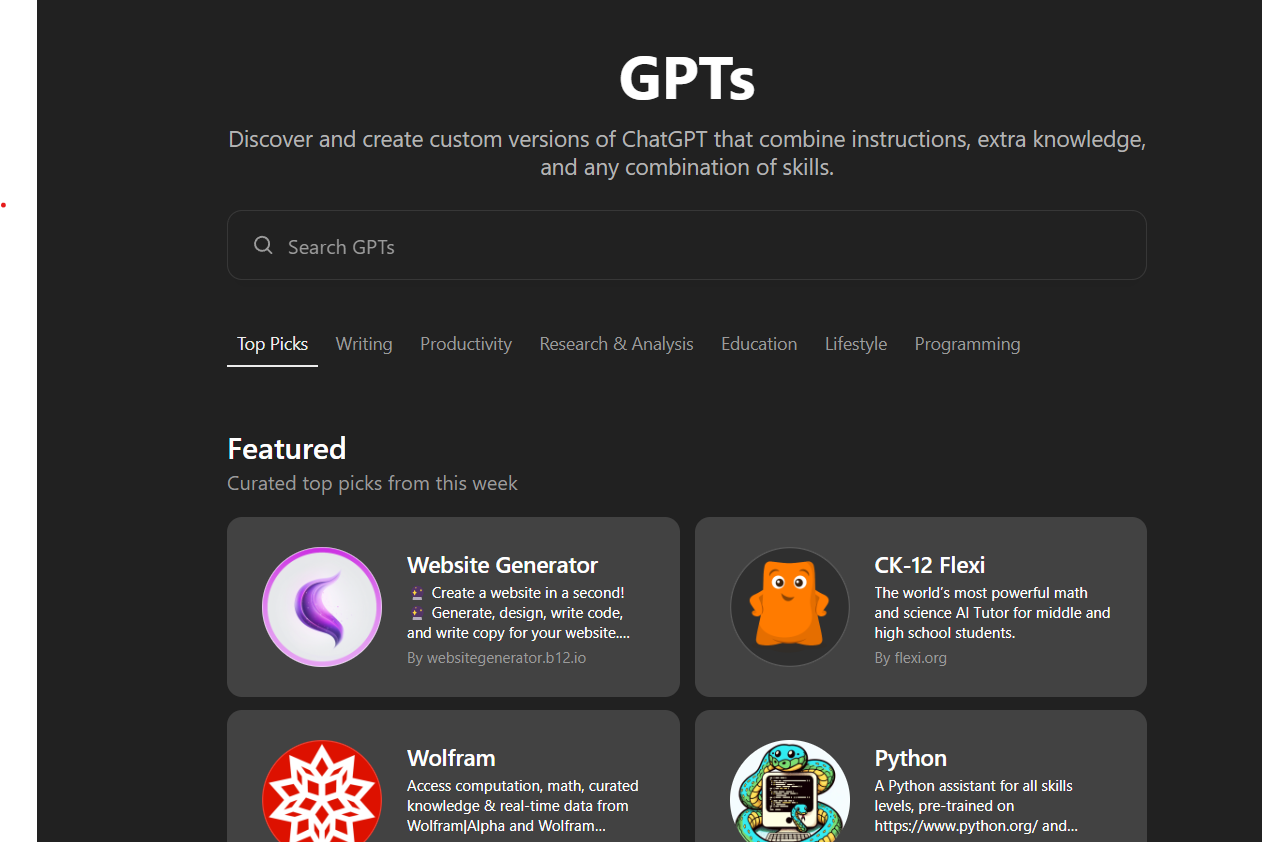 GPTs
Discover and create custom versions of ChatGPT that combine instructions, extra knowledge,
and any combination of skills.
Search GPTs
Top Picks Writing Productivity Research & Analysis Education Lifestyle Programming
Featured
Curated top picks from this week
Website Generator
Create a website in a second!
Generate, design, write code,
and write copy for your website....
By websitegenerator.b12.io
CK-12 Flexi
The world’s most powerful math
and science AI Tutor for middle and
high school students.
By flexi.org
Wolfram
Access computation, math, curated
knowledge & real-time data from
Wolfram|Alpha and Wolfram...
Python
A Python assistant for all skills
levels, pre-trained on
https://www.python.org/ and...